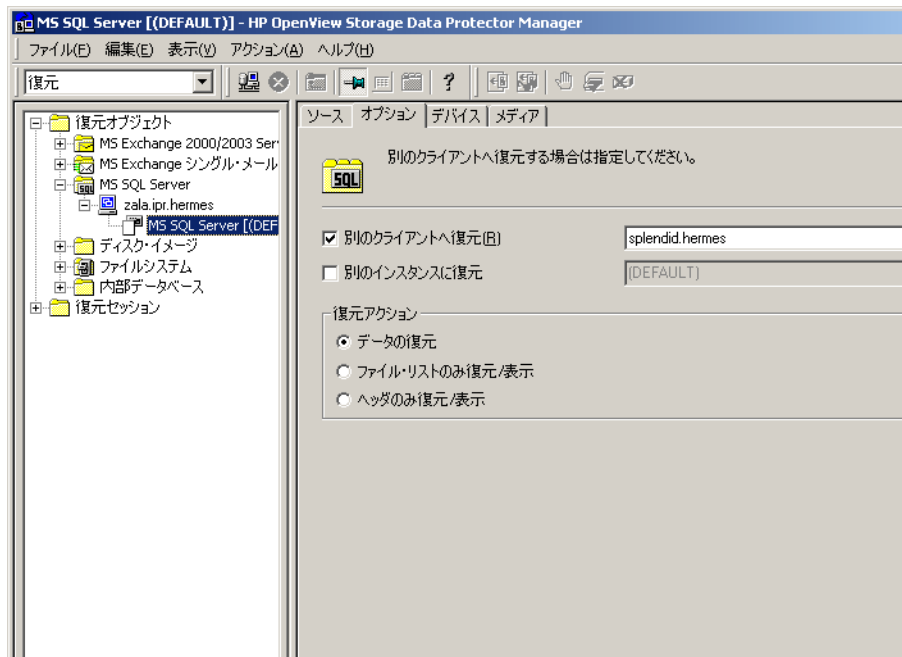 MS SQL Server [(DEFAULT)] - HP OpenView Storage Data Protector Manager
ファイル(F) 編集(E) 表示(V) アクション(A) ヘルプ(H)
復元
ソース オプション デバイス メディア
復元オブジェクト
MS Exchange 2000/2003 Ser
MS Exchange シングル・メール
MS SQL Server
zala.ipr.hermes
MS SQL Server [(DEF
ディスク・イメージ
ファイルシステム
内部データベース
復元セッション
SQL
別のクライアントへ復元する場合は指定してください。
別のクライアントへ復元(R) splendid.hermes
別のインスタンスに復元 (DEFAULT)
復元アクション
データの復元
ファイル・リストのみ復元/表示
ヘッダのみ復元/表示